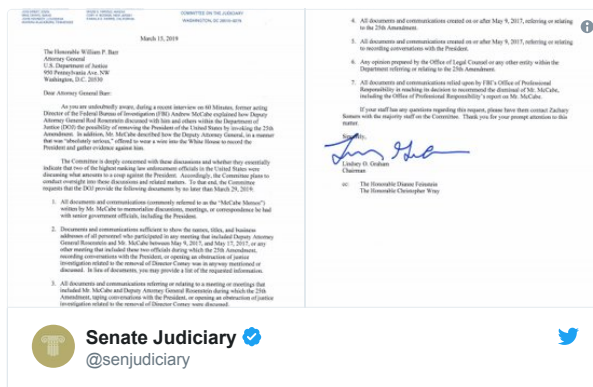 COMMITTEE ON THE JUDICIARY
WASHINGTON, DC 20510-6275
March 15, 2019
The Honorable William P. Barr
Attorney General
U.S. Department of Justice
950 Pennsylvania Ave. NW
Washington, D.C. 20530
Dear Attorney General Barr:
As you are undoubtedly aware, during a recent interview on 60 Minutes, former acting
Director of the Federal Bureau of Investigation (FBI) Andrew McCabe explained how Deputy
Attorney General Rod Rosenstein discussed with him and others within the Department of
Justice (DOJ) the possibility of removing the President of the United States by invoking the 25th
Amendment. In addition, Mr. McCabe described how the Deputy Attorney General, in a manner
that was "absolutely serious," offered to wear a wire into the White House to record the
President and gather evidence against him.
The Committee is deeply concerned with these discussions and whether they essentially
indicate that two of the highest ranking law enforcement officials in the United States were
discussing what amounts to a coup against the President. Accordingly, the Committee plans to
conduct oversight into these discussions and related matters. To that end, the Committee
requests that the DOJ provide the following documents by no later than March 29, 2019:
1. All documents and communications (commonly referred to as the "McCabe Memos")
written by Mr. McCabe to memorialize discussions, meetings, or correspondence he had
with senior government officials, including the President.
2. Documents and communications sufficient to show the names, titles, and business
addresses of all personnel who participated in any meeting that included Deputy Attorney
General Rosenstein and Mr. McCabe between May 9, 2017, and May 17, 2017, or any
other meeting that included these two officials during which the 25th Amendment,
recording conversations with the President, or opening an obstruction of justice
investigation related to the removal of Director Comey was in anyway mentioned or
discussed. In lieu of documents, you may provide a list of the requested information.
3. All documents and communications referring or relating to a meeting or meetings that
included Mr. McCabe and Deputy Attorney General Rosenstein during which the 25th
Amendment, taping conversations with the President, or opening an obstruction of justice
investigation related to the removal of Director Comey were discussed.
4. All documents and communications created on or after May 9, 2017, referring or relating
to the 25th Amendment.
5. All documents and communications created on or after May 9, 2017, referring or relating
to recording conversations with the President.
6. Any opinion prepared by the Office of Legal Counsel or any other entity within the
Department referring or relating to the 25th Amendment.
7. All documents and communications relied upon by FBI's Office of Professional
Responsibility in reaching its decision to recommend the dismissal of Mr. McCabe,
including the Office of Professional Responsibility's report on Mr. McCabe.
If your staff has any questions regarding this request, please have them contact Zachary
Somers with the majority staff on the Committee. Thank you for your prompt attention to this
matter.
Sincerely,
Lindsey O. Graham
Chairman
cc: The Honorable Dianne Feinstein
The Honorable Christopher Wray
Senate Judiciary
@senjudiciary